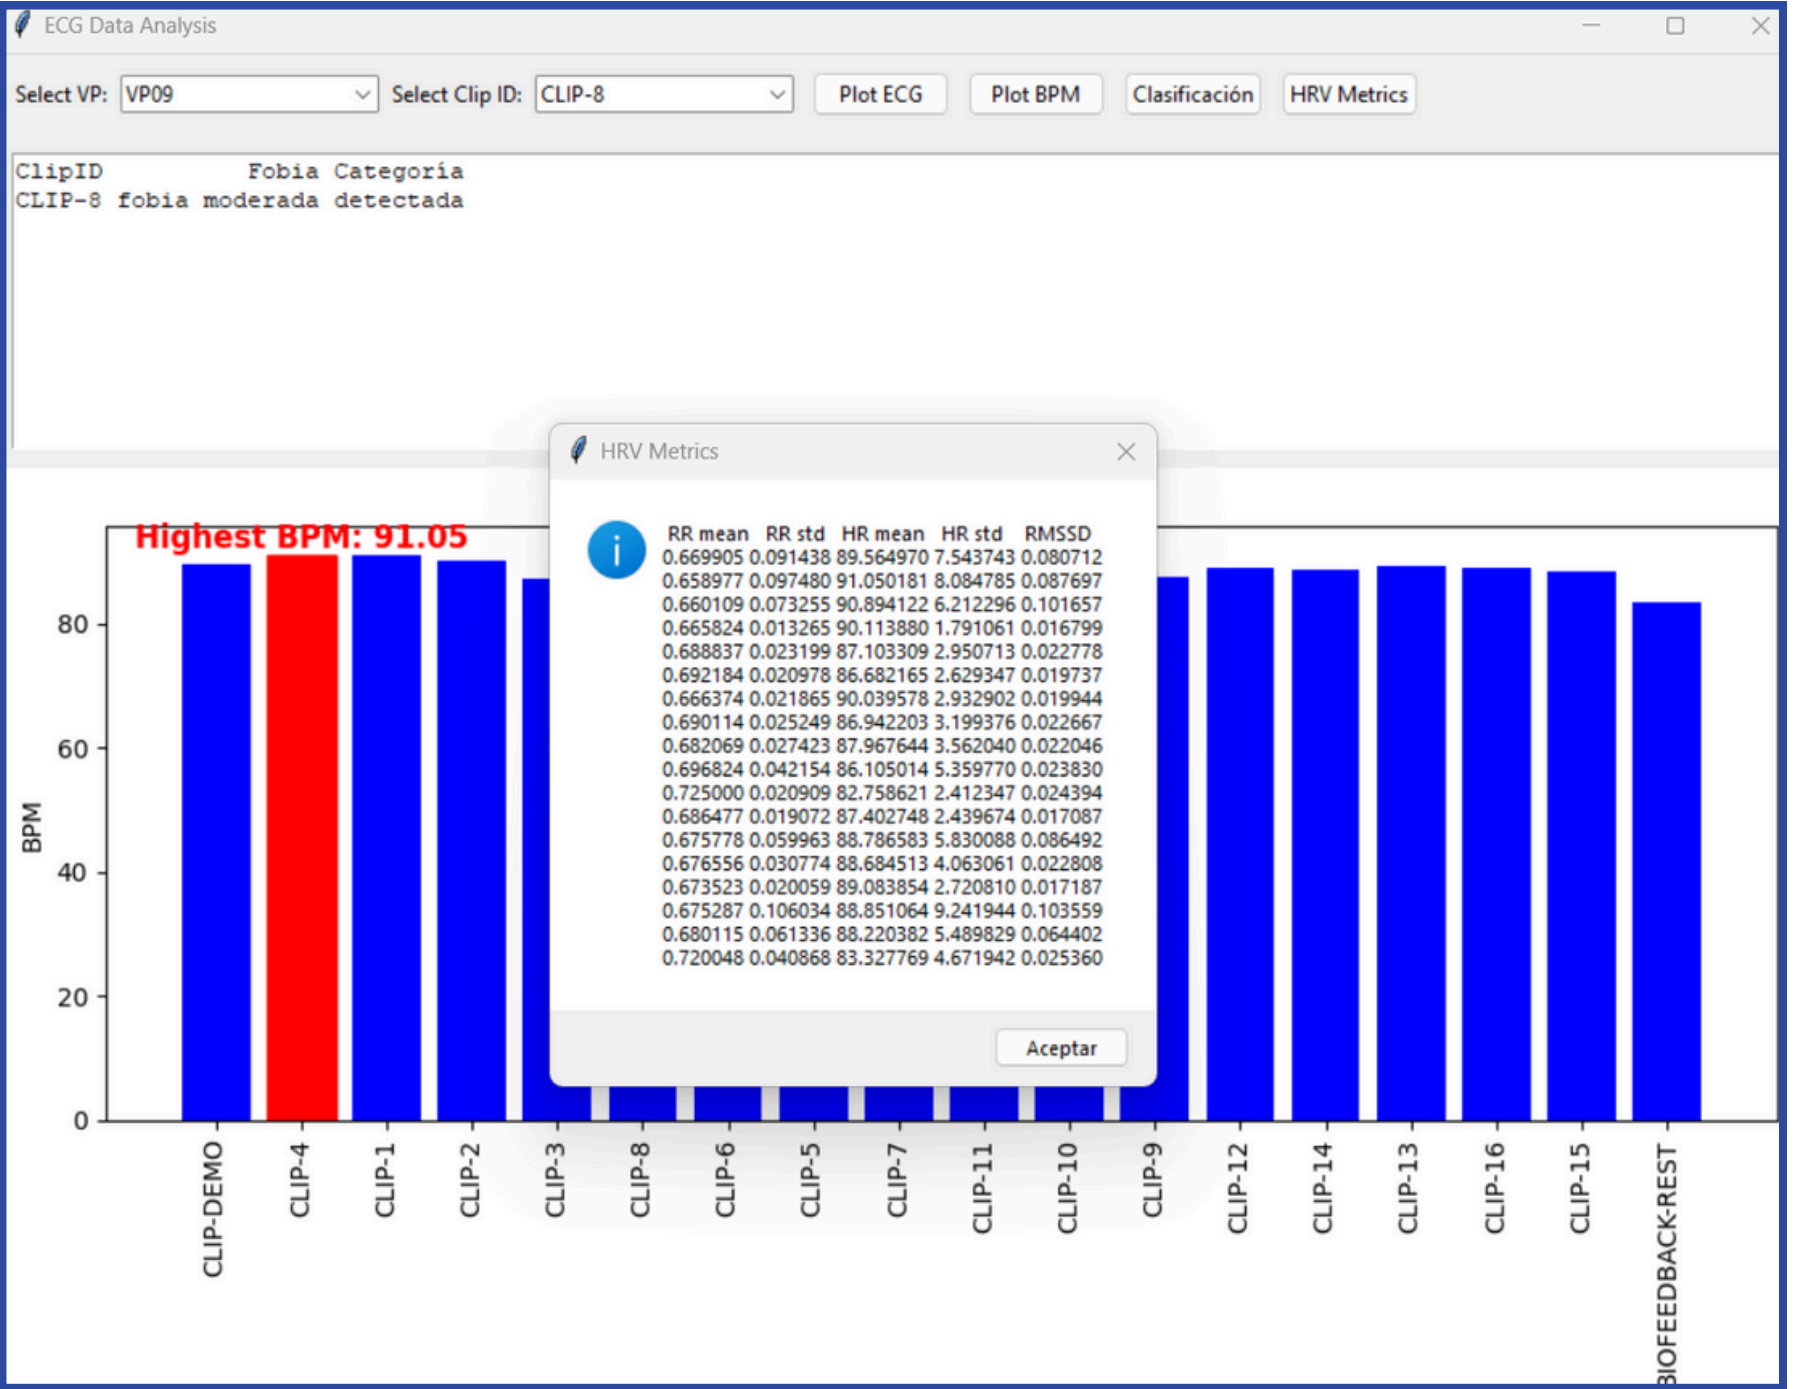 ECG Data Analysis
Select VP: VP09 Select Clip ID: CLIP-8 Plot ECG Plot BPM Clasificación HRV Metrics
ClipID Fobia Categoría
CLIP-8 fobia moderada detectada
HRV Metrics
RR mean RR std HR mean HR std RMSSD
0.669905 0.091438 89.564970 7.543743 0.080712
0.658977 0.097480 91.050181 8.084785 0.087697
0.660109 0.073255 90.894122 6.212296 0.101657
0.665824 0.013265 90.113880 1.791061 0.016799
0.688837 0.023199 87.103309 2.950713 0.022778
0.692184 0.020978 86.682165 2.629347 0.019737
0.666374 0.021865 90.039578 2.932902 0.019944
0.690114 0.025249 86.942203 3.199376 0.022667
0.682069 0.027423 87.967644 3.562040 0.022046
0.696824 0.042154 86.105014 5.359770 0.023830
0.725000 0.020909 82.758621 2.412347 0.024394
0.686477 0.019072 87.402748 2.439674 0.017087
0.675778 0.059963 88.786583 5.830088 0.086492
0.676556 0.030774 88.684513 4.063061 0.022808
0.673523 0.020059 89.083854 2.720810 0.017187
0.675287 0.106034 88.851064 9.241944 0.103559
0.680115 0.061336 88.220382 5.489829 0.064402
0.720048 0.040868 83.327769 4.671942 0.025360
Aceptar
Highest BPM: 91.05
BPM
80
60
40
20
0
CLIP-DEMO
CLIP-4
CLIP-1
CLIP-2
CLIP-3
CLIP-8
CLIP-6
CLIP-5
CLIP-7
CLIP-11
CLIP-10
CLIP-9
CLIP-12
CLIP-14
CLIP-13
CLIP-16
CLIP-15
BIOFEEDBACK-REST